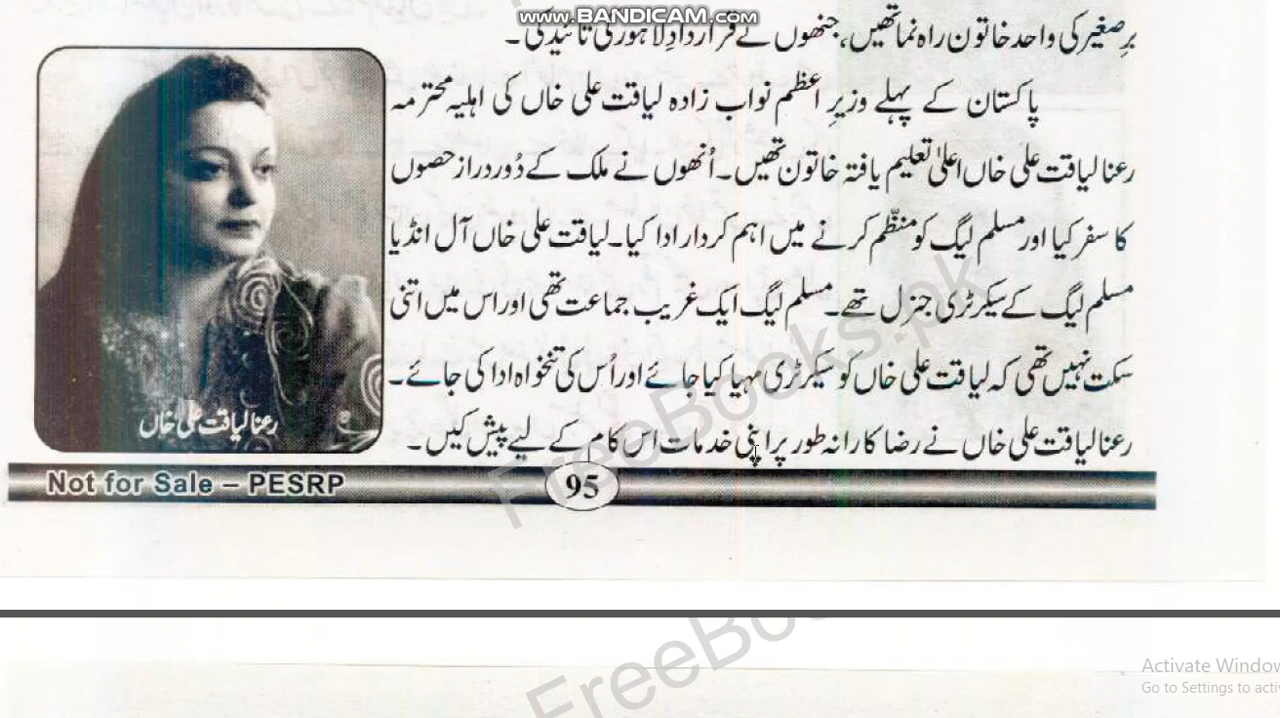 www.BANDICAM.com
برِصغیر کی واحد خاتون راہ نما تھیں، جنھوں نے قراردادِ لاہور کی تائید کی۔
پاکستان کے پہلے وزیرِ اعظم نواب زادہ لیاقت علی خاں کی اہلیہ محترمہ
رعنا لیاقت علی خاں اعلیٰ تعلیم یافتہ خاتون تھیں۔ اُنھوں نے ملک کے دُور دراز حصوں
کا سفر کیا اور مسلم لیگ کو منظّم کرنے میں اہم کردار ادا کیا۔ لیاقت علی خاں آل انڈیا
مسلم لیگ کے سیکرٹری جنرل تھے۔ مسلم لیگ ایک غریب جماعت تھی اور اس میں اتنی
سکت نہیں تھی کہ لیاقت علی خاں کو سیکرٹری مہیا کیا جائے اور اُس کی تنخواہ ادا کی جائے۔
رعنا لیاقت علی خاں نے رضا کارانہ طور پر اپنی خدمات اس کام کے لیے پیش کیں۔
رعنا لیاقت علی خاں
Not for Sale – PESRP
95
FreeBooks.pk
Activate Window
Go to Settings to acti